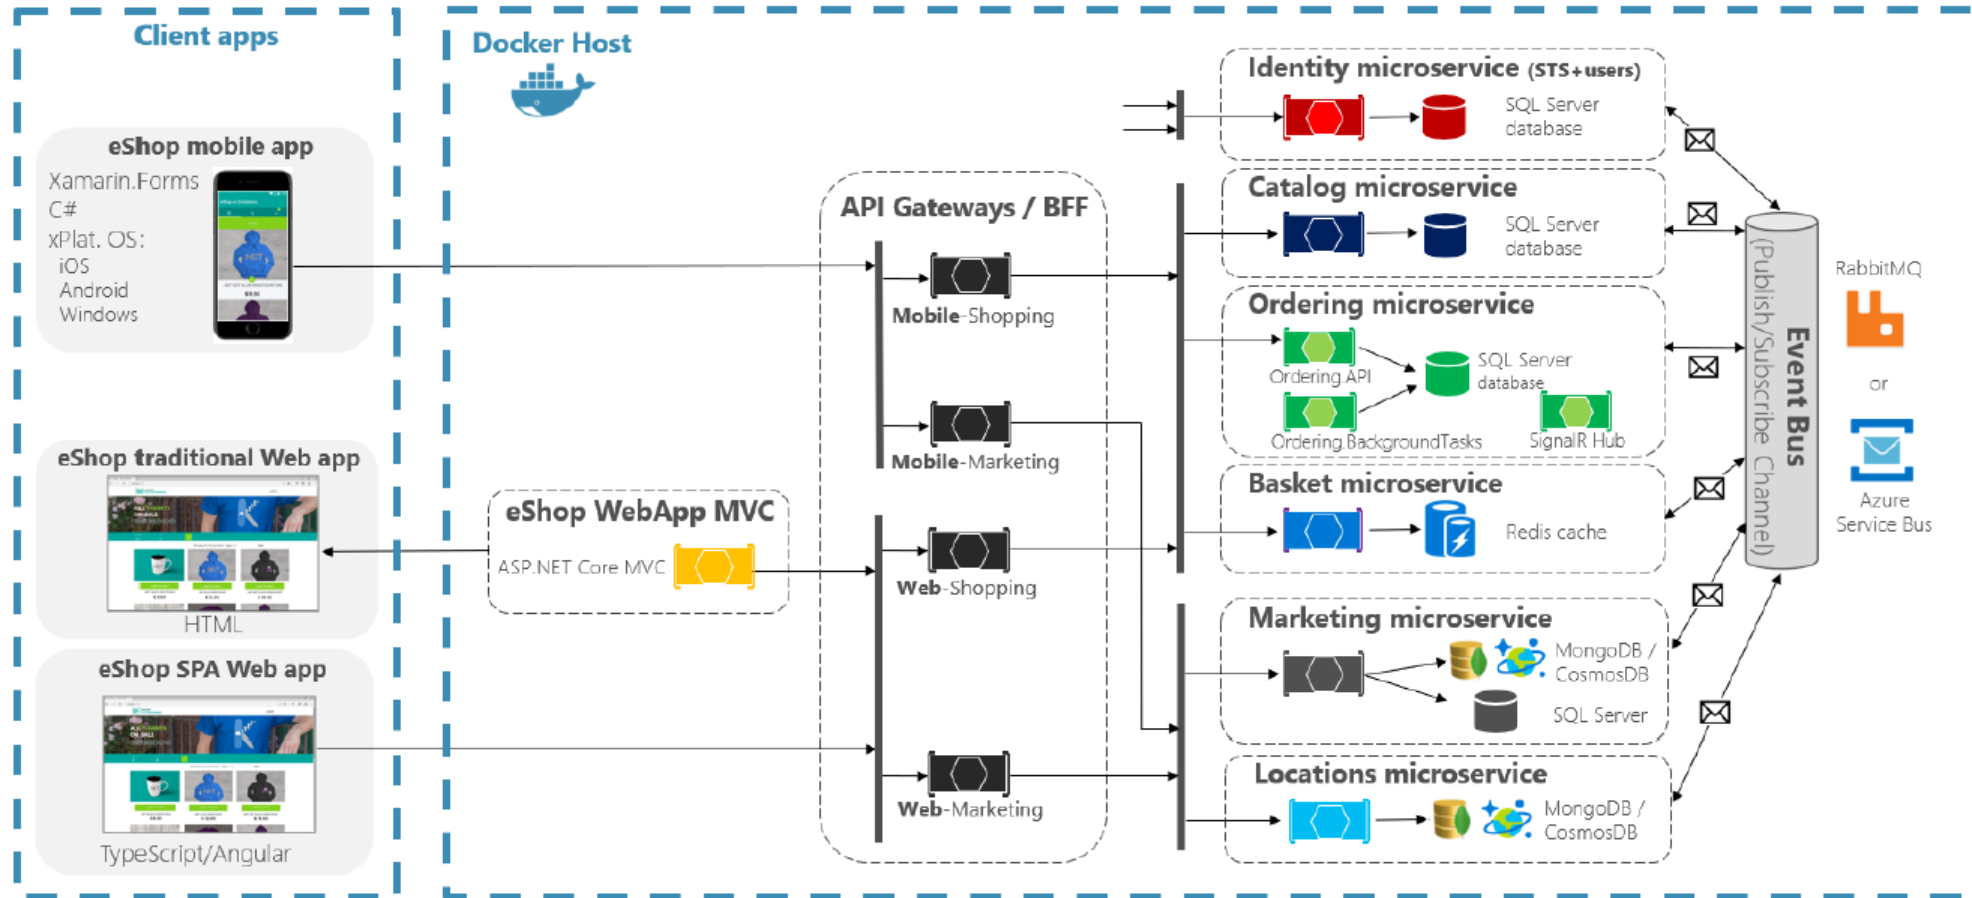 Client apps
eShop mobile app
Xamarin.Forms
C#
xPlat. OS:
iOS
Android
Windows
eShop traditional Web app
HTML
eShop SPA Web app
TypeScript/Angular
Docker Host
eShop WebApp MVC
ASP.NET Core MVC
API Gateways / BFF
Mobile-Shopping
Mobile-Marketing
Web-Shopping
Web-Marketing
Identity microservice (STS+users)
SQL Server
database
Catalog microservice
SQL Server
database
Ordering microservice
Ordering.API
SQL Server
database
Ordering.BackgroundTasks
SignalR Hub
Basket microservice
Redis cache
Marketing microservice
MongoDB /
CosmosDB
SQL Server
Locations microservice
MongoDB /
CosmosDB
Event Bus
(Publish/Subscribe Channel)
RabbitMQ
or
Azure
Service Bus